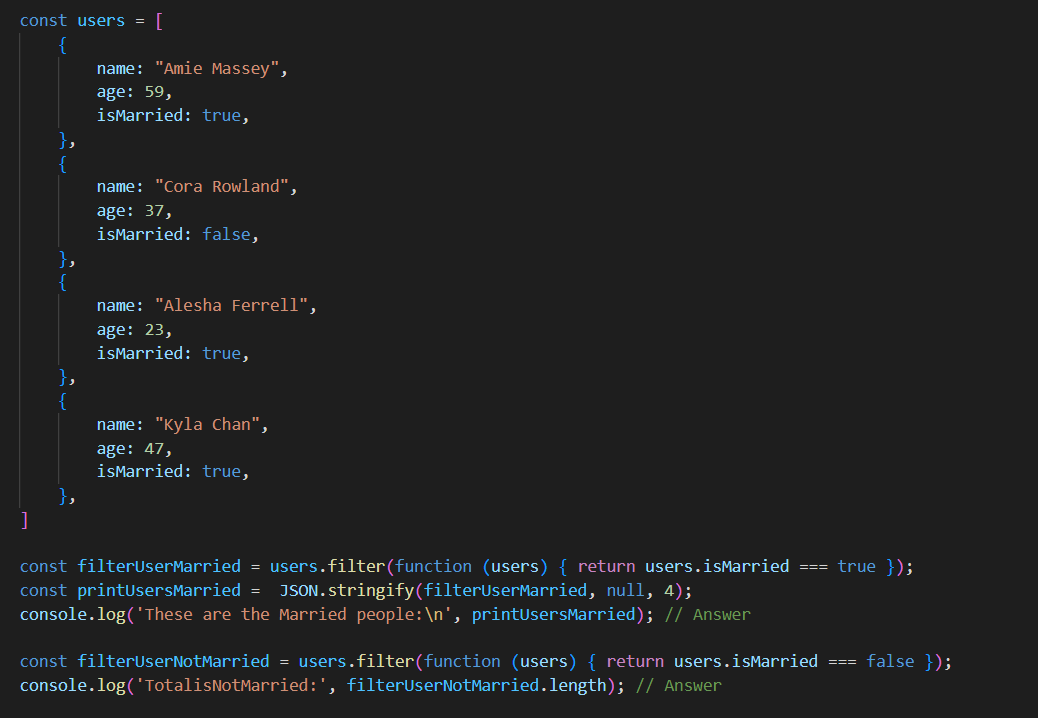 const users = [
    {
        name: "Amie Massey",
        age: 59,
        isMarried: true,
    },
    {
        name: "Cora Rowland",
        age: 37,
        isMarried: false,
    },
    {
        name: "Alesha Ferrell",
        age: 23,
        isMarried: true,
    },
    {
        name: "Kyla Chan",
        age: 47,
        isMarried: true,
    },
]

const filterUserMarried = users.filter(function (users) { return users.isMarried === true });
const printUsersMarried =  JSON.stringify(filterUserMarried, null, 4);
console.log('These are the Married people:\n', printUsersMarried); // Answer

const filterUserNotMarried = users.filter(function (users) { return users.isMarried === false });
console.log('TotalisNotMarried:', filterUserNotMarried.length); // Answer